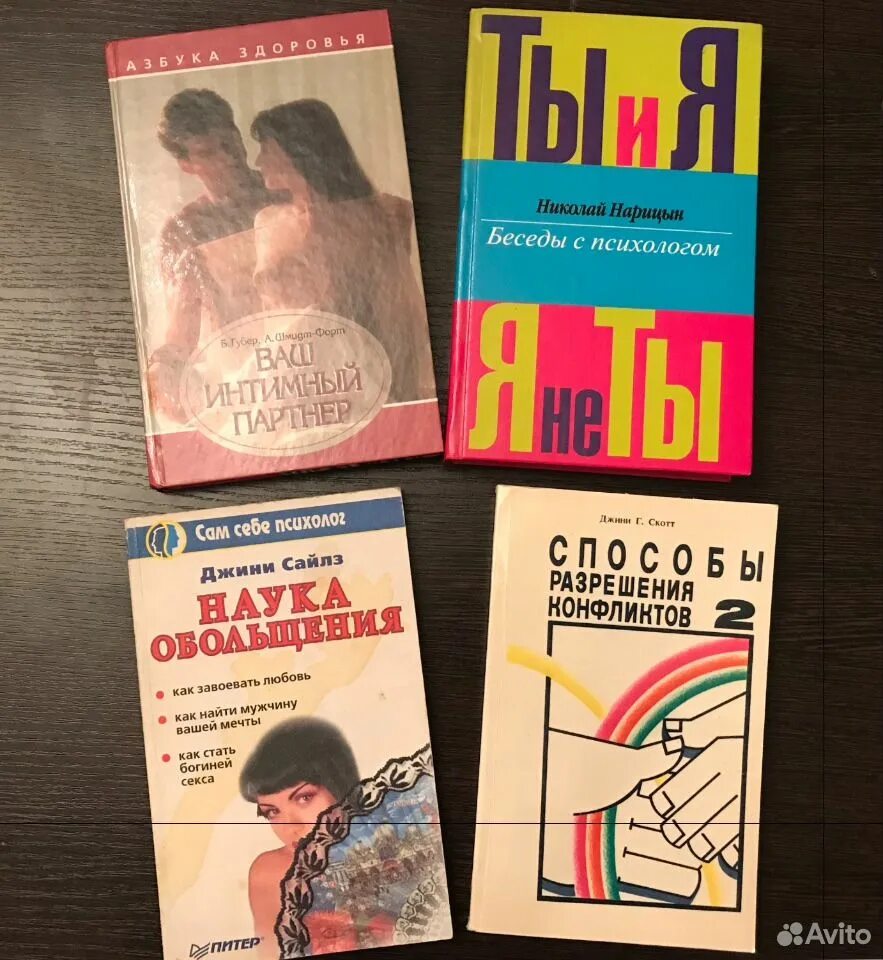 АЗБУКА ЗДОРОВЬЯ
Б. Губер, А. Шмидт-Форт
ВАШ
ИНТИМНЫЙ
ПАРТНЕР
ТЫ и Я
Николай Нарицын
Беседы с психологом
Я не ТЫ
Сам себе психолог
Джини Сайлз
НАУКА
ОБОЛЬЩЕНИЯ
как завоевать любовь
как найти мужчину
вашей мечты
как стать
богиней
секса
ПИТЕР
Джини Г. Скотт
СПОСОБЫ
РАЗРЕШЕНИЯ
КОНФЛИКТОВ 2
Avito